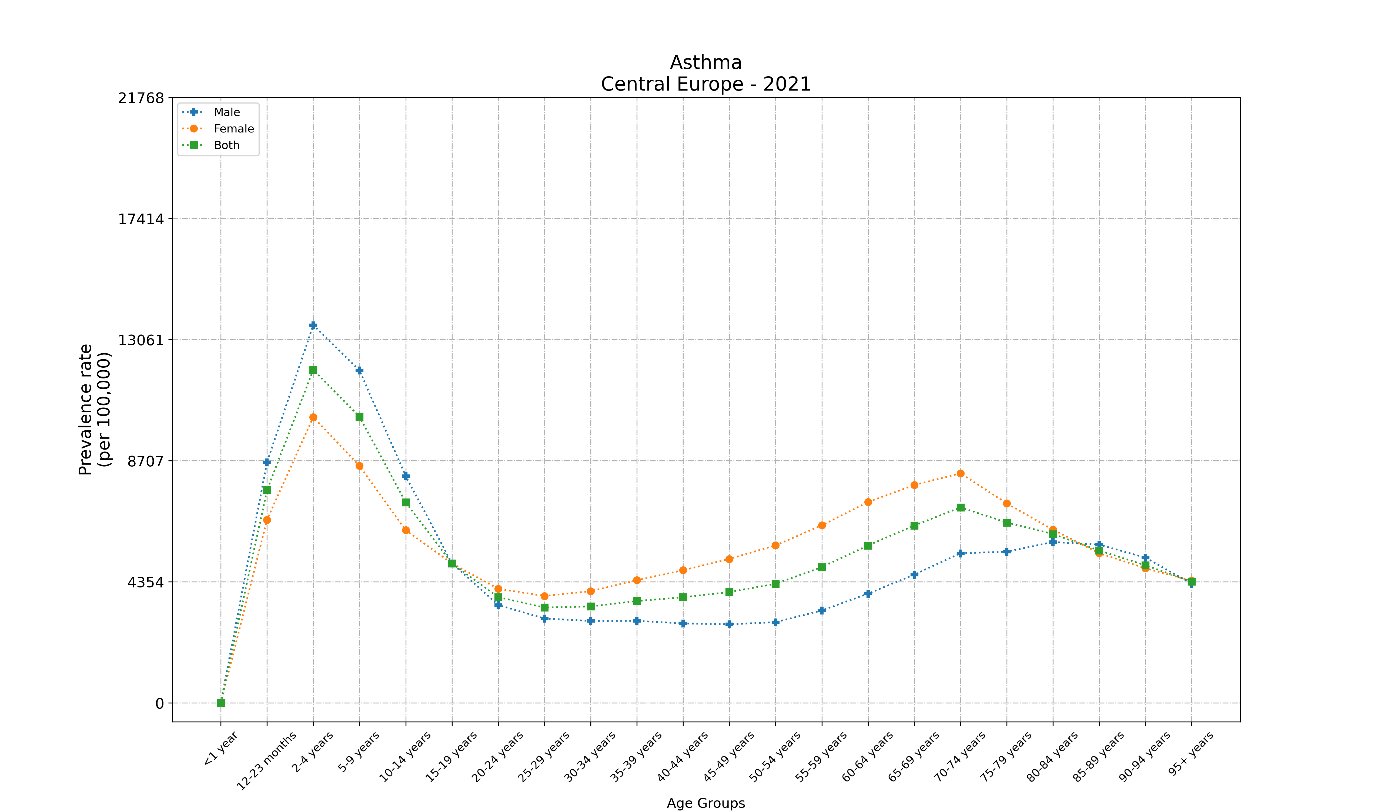 Asthma
Central Europe - 2021
Male
Female
Both
21768
17414
13061
8707
4354
0
Prevalence rate
(per 100,000)
<1 year
12-23 months
2-4 years
5-9 years
10-14 years
15-19 years
20-24 years
25-29 years
30-34 years
35-39 years
40-44 years
45-49 years
50-54 years
55-59 years
60-64 years
65-69 years
70-74 years
75-79 years
80-84 years
85-89 years
90-94 years
95+ years
Age Groups